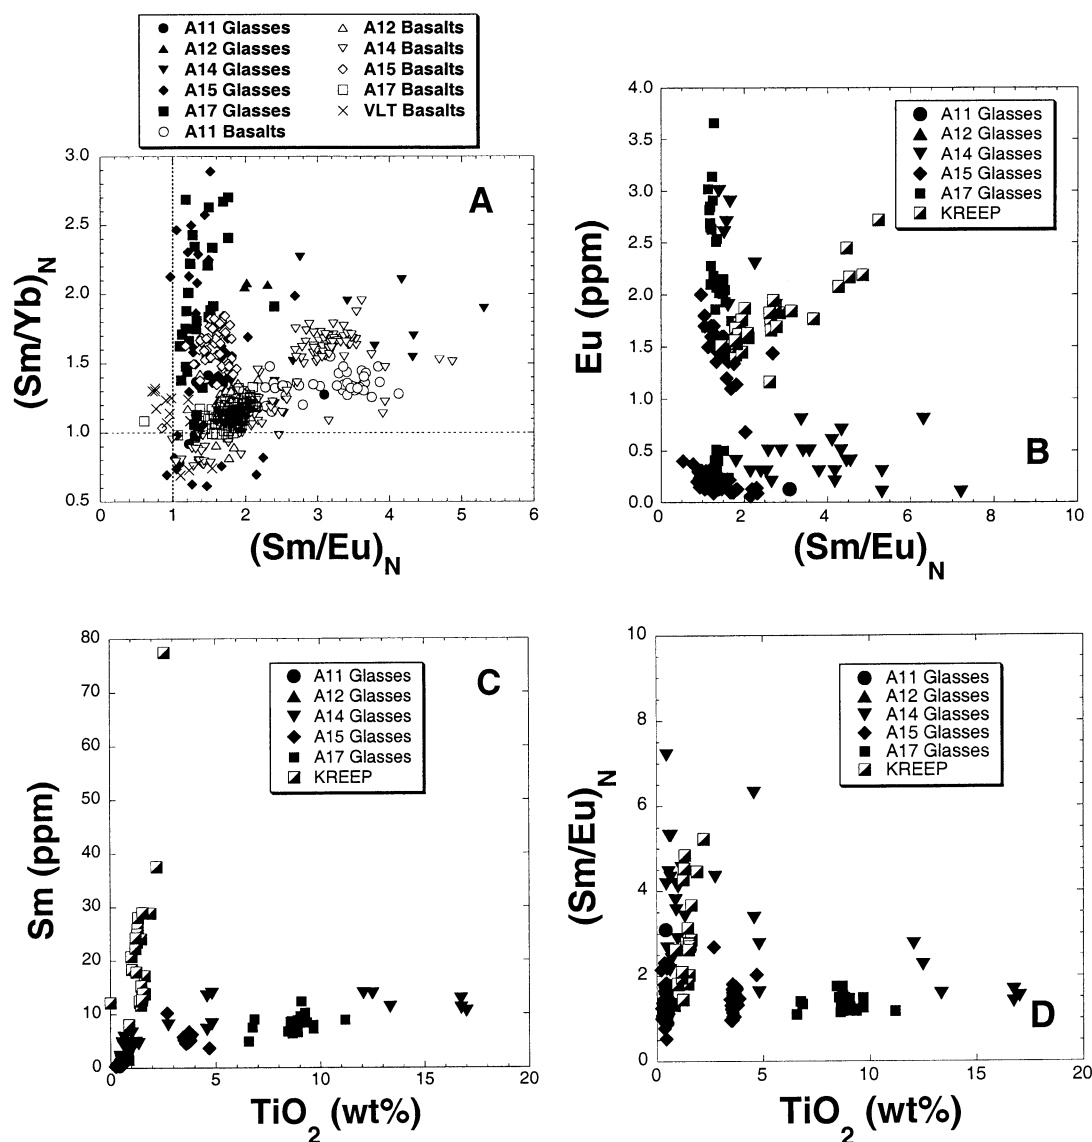 A11 Glasses
A12 Glasses
A14 Glasses
A15 Glasses
A17 Glasses
A11 Basalts
A12 Basalts
A14 Basalts
A15 Basalts
A17 Basalts
VLT Basalts
A
3.0
2.5
2.0
1.5
1.0
0.5
(Sm/Yb)N
0 1 2 3 4 5 6
(Sm/Eu)N
A11 Glasses
A12 Glasses
A14 Glasses
A15 Glasses
A17 Glasses
KREEP
B
4.0
3.5
3.0
2.5
2.0
1.5
1.0
0.5
0.0
Eu (ppm)
0 2 4 6 8 10
(Sm/Eu)N
A11 Glasses
A12 Glasses
A14 Glasses
A15 Glasses
A17 Glasses
KREEP
C
80
70
60
50
40
30
20
10
0
Sm (ppm)
0 5 10 15 20
TiO2 (wt%)
A11 Glasses
A12 Glasses
A14 Glasses
A15 Glasses
A17 Glasses
KREEP
D
10
8
6
4
2
0
(Sm/Eu)N
0 5 10 15 20
TiO2 (wt%)